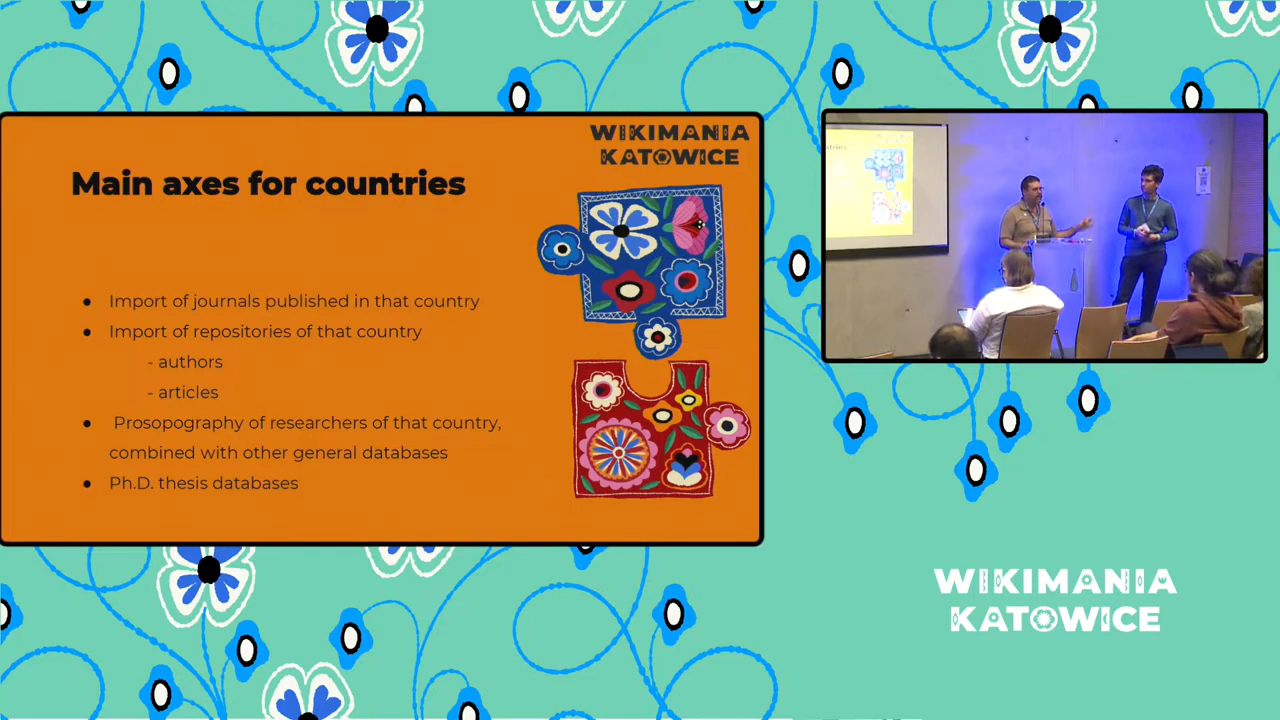 WIKIMANIA
KATOWICE
Main axes for countries
● Import of journals published in that country
● Import of repositories of that country
- authors
- articles
● Prosopography of researchers of that country,
combined with other general databases
● Ph.D. thesis databases
WIKIMANIA
KATOWICE